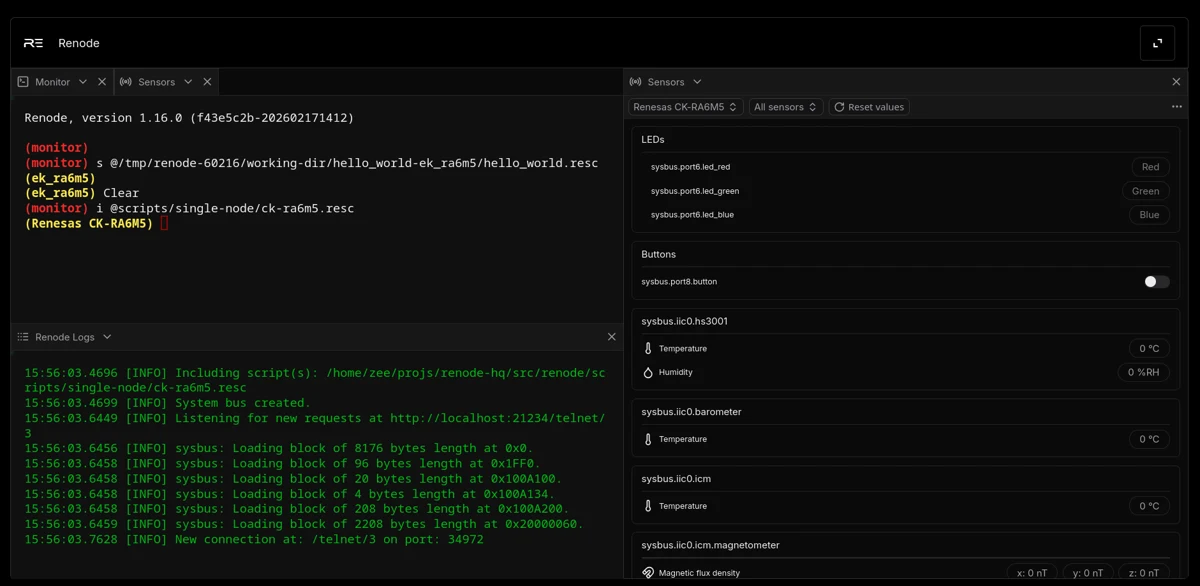 RE Renode
Monitor
Sensors
Renode, version 1.16.0 (f43e5c2b-202602171412)
(monitor)
(monitor) s @/tmp/renode-60216/working-dir/hello_world-ek_ra6m5/hello_world.resc
(ek_ra6m5)
(ek_ra6m5) Clear
(monitor) i @scripts/single-node/ck-ra6m5.resc
(Renesas CK-RA6M5)
Renode Logs
15:56:03.4696 [INFO] Including script(s): /home/zee/projs/renode-hq/src/renode/sc
ripts/single-node/ck-ra6m5.resc
15:56:03.4699 [INFO] System bus created.
15:56:03.6449 [INFO] Listening for new requests at http://localhost:21234/telnet/
3
15:56:03.6456 [INFO] sysbus: Loading block of 8176 bytes length at 0x0.
15:56:03.6458 [INFO] sysbus: Loading block of 96 bytes length at 0x1FF0.
15:56:03.6458 [INFO] sysbus: Loading block of 20 bytes length at 0x100A100.
15:56:03.6458 [INFO] sysbus: Loading block of 4 bytes length at 0x100A134.
15:56:03.6458 [INFO] sysbus: Loading block of 208 bytes length at 0x100A200.
15:56:03.6459 [INFO] sysbus: Loading block of 2208 bytes length at 0x20000060.
15:56:03.7628 [INFO] New connection at: /telnet/3 on port: 34972
Sensors
Renesas CK-RA6M5 All sensors Reset values
LEDs
sysbus.port6.led_red Red
sysbus.port6.led_green Green
sysbus.port6.led_blue Blue
Buttons
sysbus.port8.button
sysbus.iic0.hs3001
Temperature 0 °C
Humidity 0 %RH
sysbus.iic0.barometer
Temperature 0 °C
sysbus.iic0.icm
Temperature 0 °C
sysbus.iic0.icm.magnetometer
Magnetic flux density x: 0 nT y: 0 nT z: 0 nT